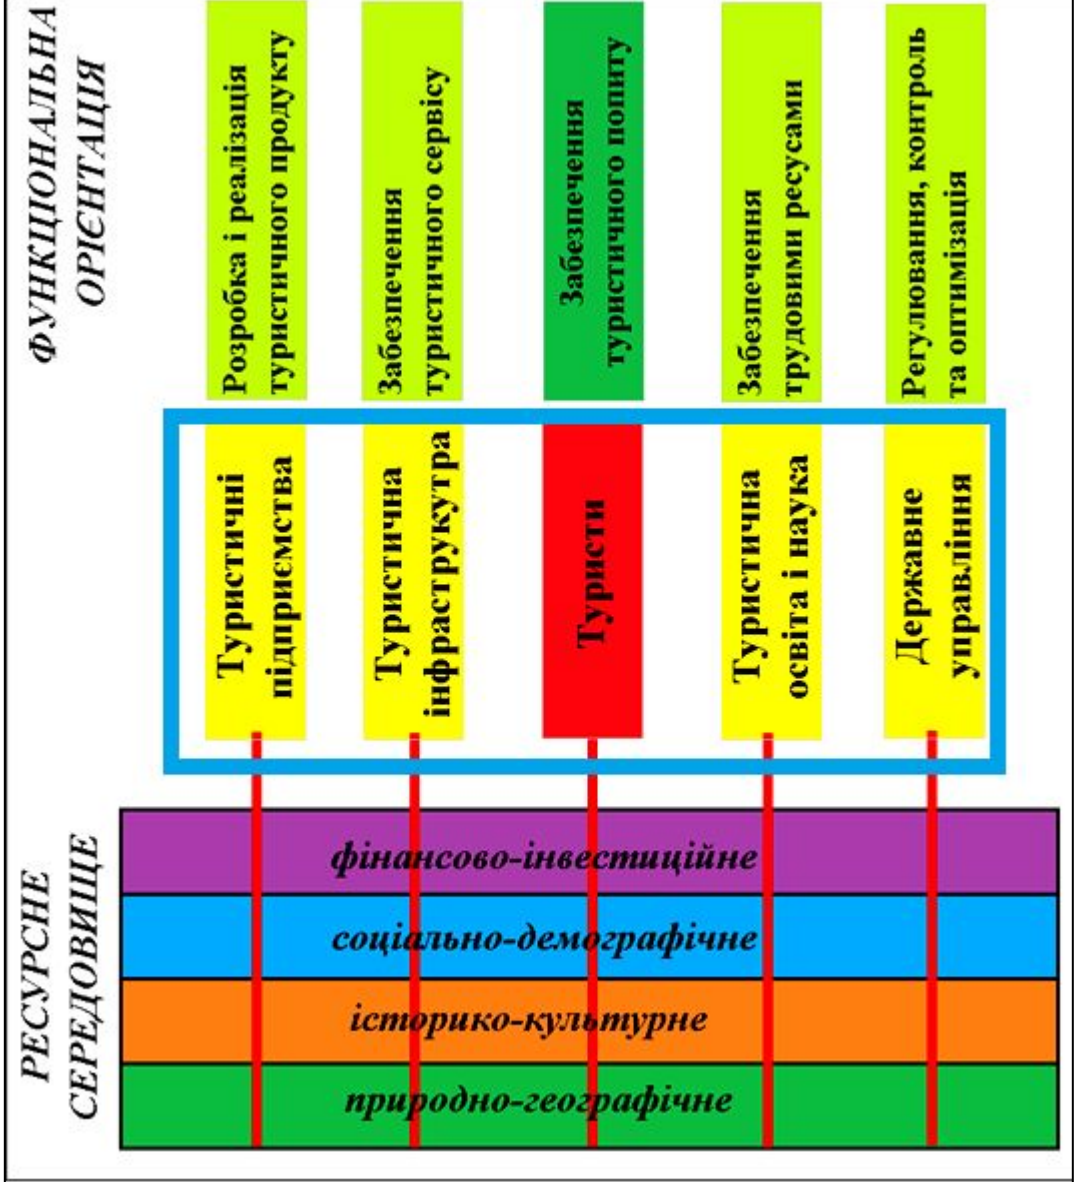 ФУНКЦІОНАЛЬНА
ОРІЄНТАЦІЯ
Розробка і реалізація
туристичного продукту
Забезпечення
туристичного сервісу
Забезпечення
туристичного попиту
Забезпечення
трудовими ресусами
Регулювання, контроль
та оптимізація
Туристичні
підприємства
Туристична
інфраструкутра
Туристи
Туристична
освіта і наука
Державне
управління
РЕСУРСНЕ
СЕРЕДОВИЩЕ
фінансово-інвестиційне
соціально-демографічне
історико-культурне
природно-географічне